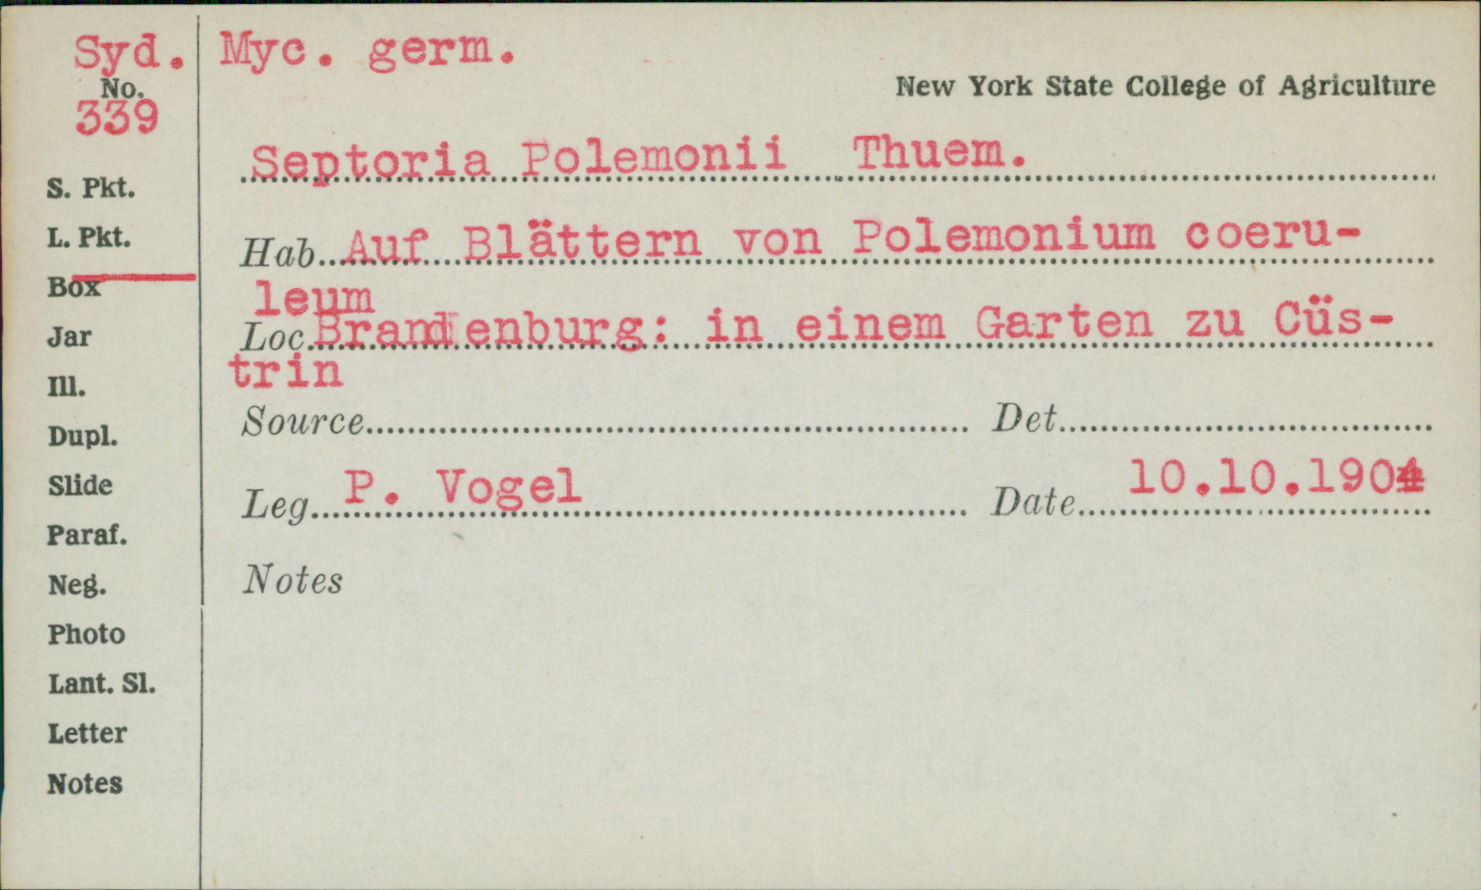 Syd. Myc. germ.
No.
339
New York State College of Agriculture
Septoria Polemonii Thuem.
S. Pkt.
L. Pkt.
Hab. Auf Blättern von Polemonium coeru-
leum
Box
Loc. Brandenburg: in einem Garten zu Cüs-
trin
Jar
Ill.
Source Det.
Dupl.
Slide
Leg. P. Vogel Date 10.10.1904
Paraf.
Neg.
Notes
Photo
Lant. Sl.
Letter
Notes